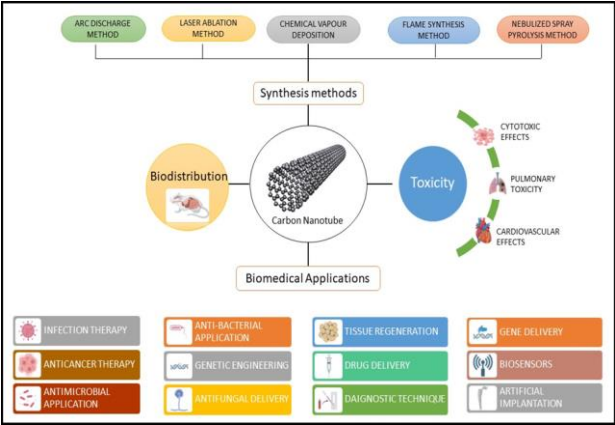 ARC DISCHARGE
METHOD
LASER ABLATION
METHOD
CHEMICAL VAPOUR
DEPOSITION
FLAME SYNTHESIS
METHOD
NEBULIZED SPRAY
PYROLYSIS METHOD
Synthesis methods
Biodistribution
Carbon Nanotube
Toxicity
CYTOTOXIC
EFFECTS
PULMONARY
TOXICITY
CARDIOVASCULAR
EFFECTS
Biomedical Applications
INFECTION THERAPY
ANTI-BACTERIAL
APPLICATION
TISSUE REGENERATION
GENE DELIVERY
ANTICANCER THERAPY
GENETIC ENGINEERING
DRUG DELIVERY
BIOSENSORS
ANTIMICROBIAL
APPLICATION
ANTIFUNGAL DELIVERY
DAIGNOSTIC TECHNIQUE
ARTIFICIAL
IMPLANTATION